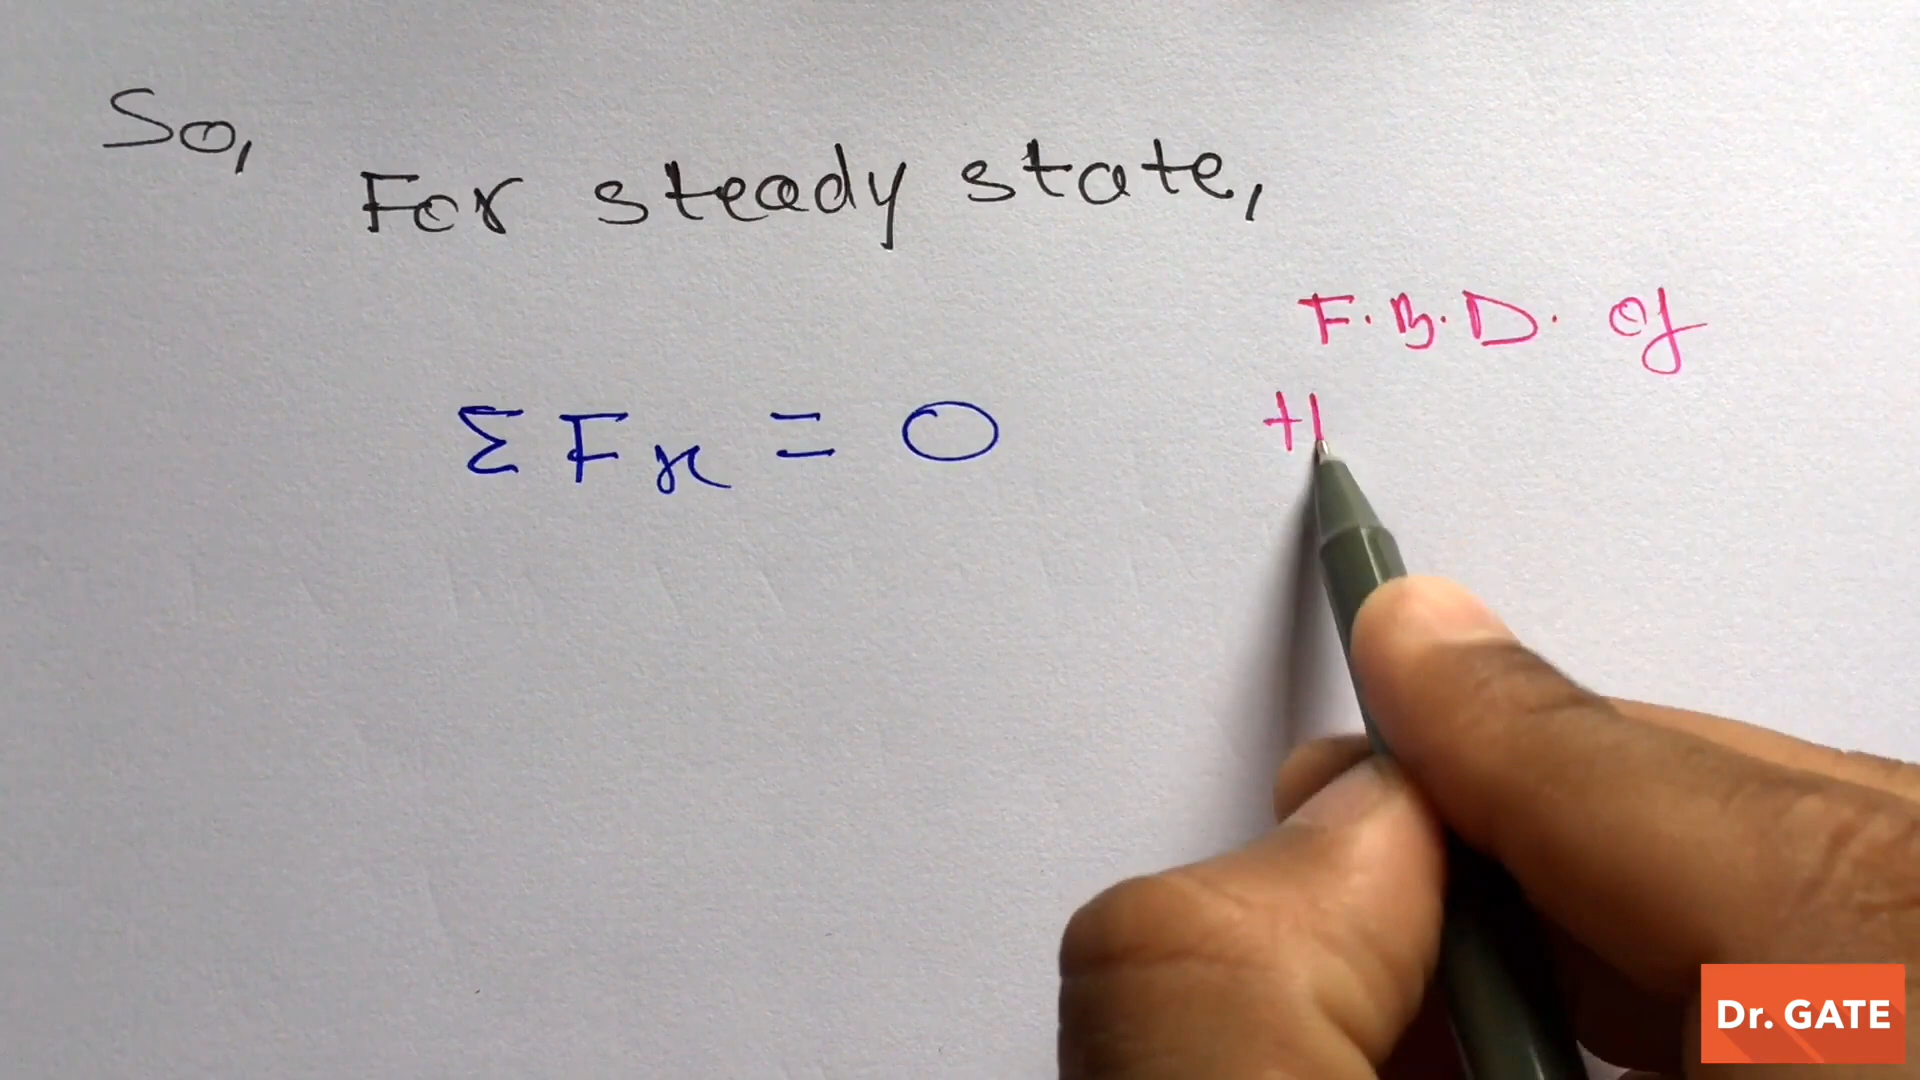 So,
For steady state,
F.B.D. of
ΣFx = 0
Dr. GATE